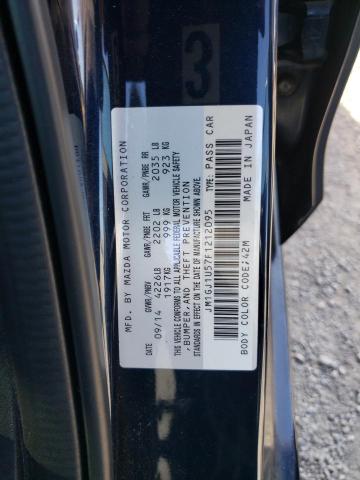 3
MFD. BY MAZDA MOTOR CORPORATION
DATE GVWR/PNBV GAWR/PNBE FRT GAWR/PNBE RR
09/14 4226LB 2202 LB 2035 LB
1917KG 999 KG 923 KG
THIS VEHICLE CONFORMS TO ALL APPLICABLE FEDERAL MOTOR VEHICLE SAFETY
,BUMPER,AND THEFT PREVENTION STANDARDS IN EFFECT ON THE DATE OF MANUFACTURE SHOWN ABOVE.
JM1GJ1U57F1212095 TYPE: PASS CAR
BODY COLOR CODE;42M MADE IN JAPAN